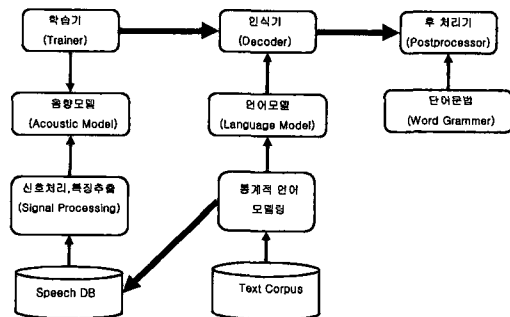 학습기
(Trainer)
인식기
(Decoder)
후 처리기
(Postprocessor)
음향모델
(Acoustic Model)
언어모델
(Language Model)
단어문법
(Word Grammer)
신호처리,특징추출
(Signal Processing)
통계적 언어
모델링
Speech DB
Text Corpus